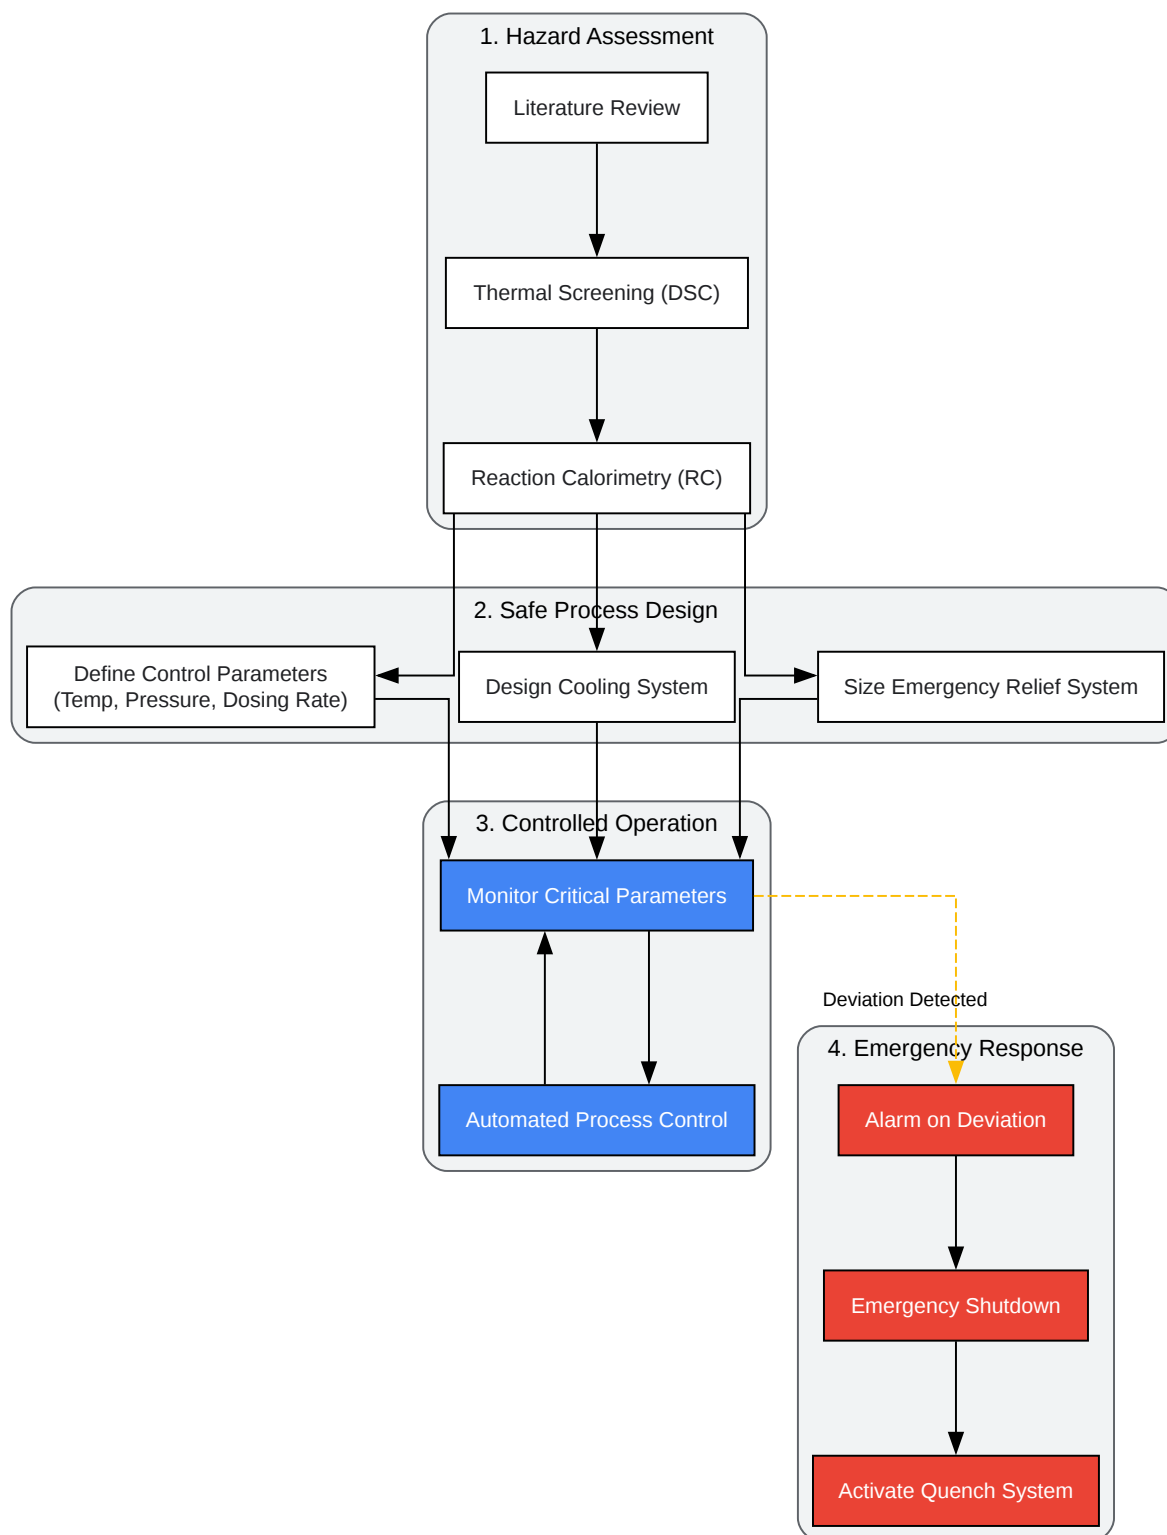 1. Hazard Assessment
Literature Review
Thermal Screening (DSC)
Reaction Calorimetry (RC)
2. Safe Process Design
Define Control Parameters
(Temp, Pressure, Dosing Rate)
Design Cooling System
Size Emergency Relief System
3. Controlled Operation
Monitor Critical Parameters
Automated Process Control
Deviation Detected
4. Emergency Response
Alarm on Deviation
Emergency Shutdown
Activate Quench System